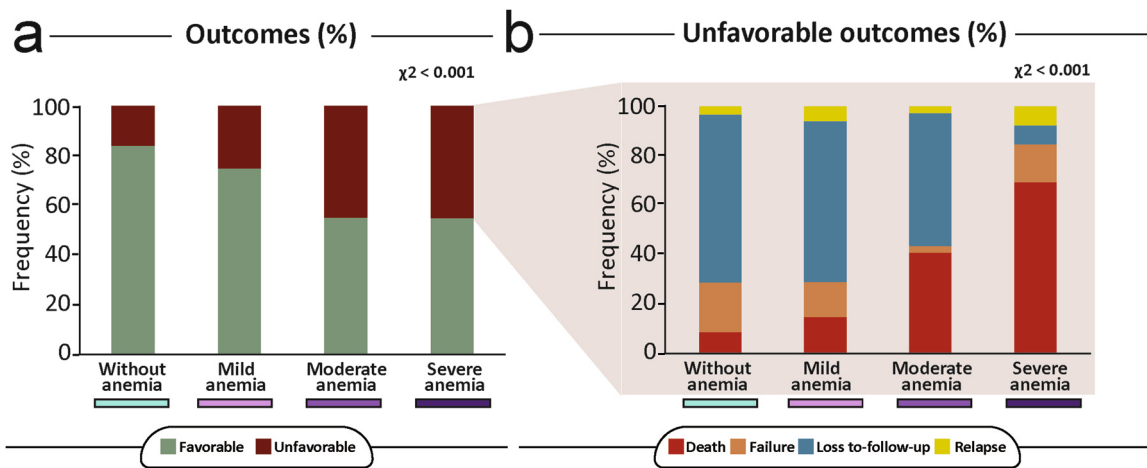 a
Outcomes (%)
χ2 < 0.001
Frequency (%)
100
80
60
40
20
0
Without
anemia
Mild
anemia
Moderate
anemia
Severe
anemia
Favorable
Unfavorable
b
Unfavorable outcomes (%)
χ2 < 0.001
Frequency (%)
100
80
60
40
20
0
Without
anemia
Mild
anemia
Moderate
anemia
Severe
anemia
Death
Failure
Loss to-follow-up
Relapse